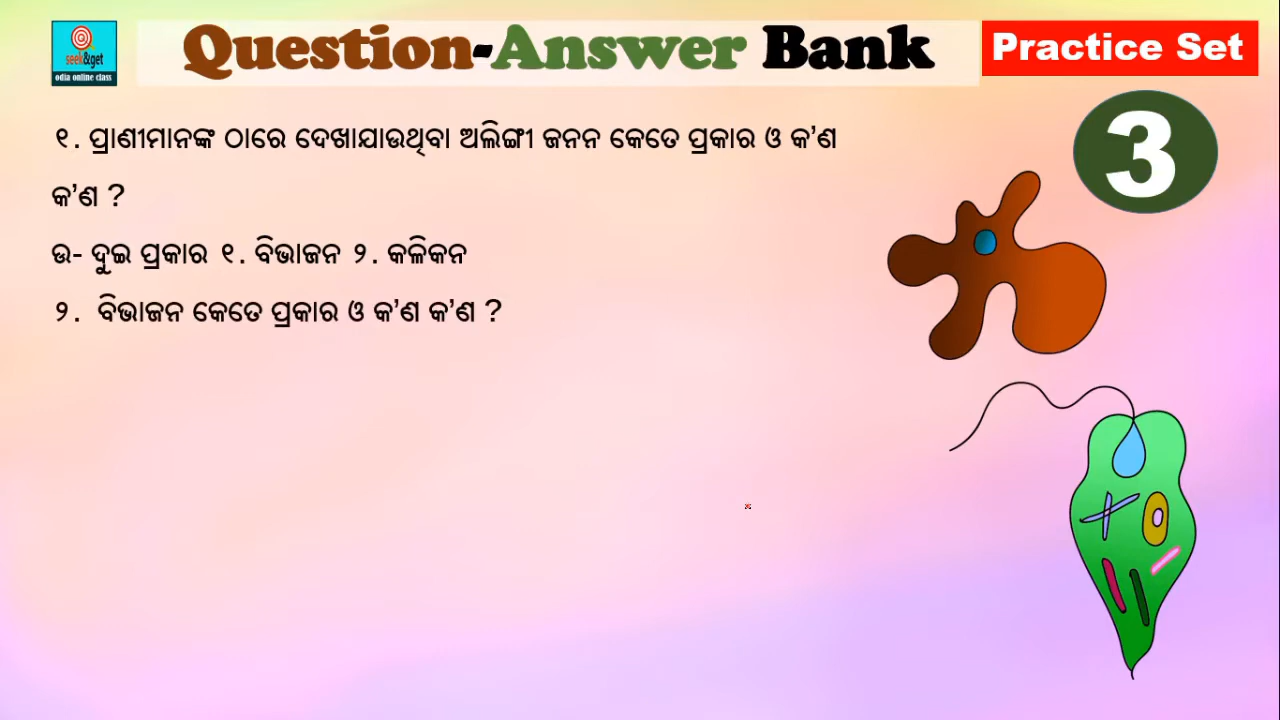 seek&get
odia online class
Question-Answer Bank
Practice Set
3
୧. ପ୍ରାଣୀମାନଙ୍କ ଠାରେ ଦେଖାଯାଉଥିବା ଅଲିଙ୍ଗୀ ଜନନ କେତେ ପ୍ରକାର ଓ କ'ଣ
କ'ଣ ?
ଉ- ଦୁଇ ପ୍ରକାର ୧. ବିଭାଜନ ୨. କଳିକନ
୨. ବିଭାଜନ କେତେ ପ୍ରକାର ଓ କ'ଣ କ'ଣ ?